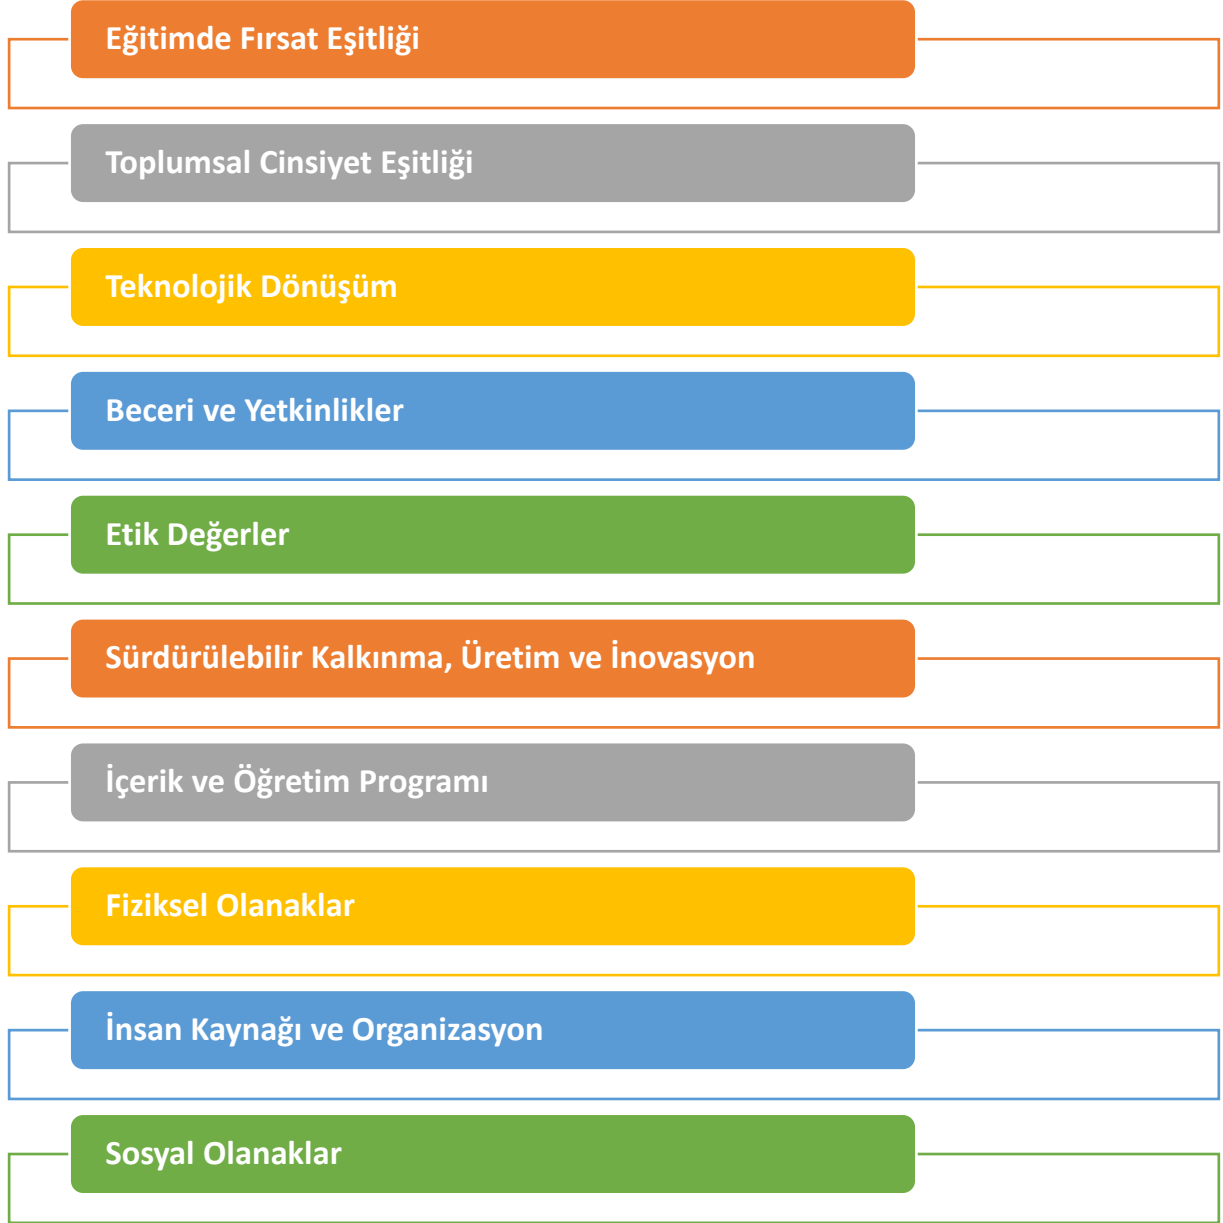 Eğitimde Fırsat Eşitliği
Toplumsal Cinsiyet Eşitliği
Teknolojik Dönüşüm
Beceri ve Yetkinlikler
Etik Değerler
Sürdürülebilir Kalkınma, Üretim ve İnovasyon
İçerik ve Öğretim Programı
Fiziksel Olanaklar
İnsan Kaynağı ve Organizasyon
Sosyal Olanaklar